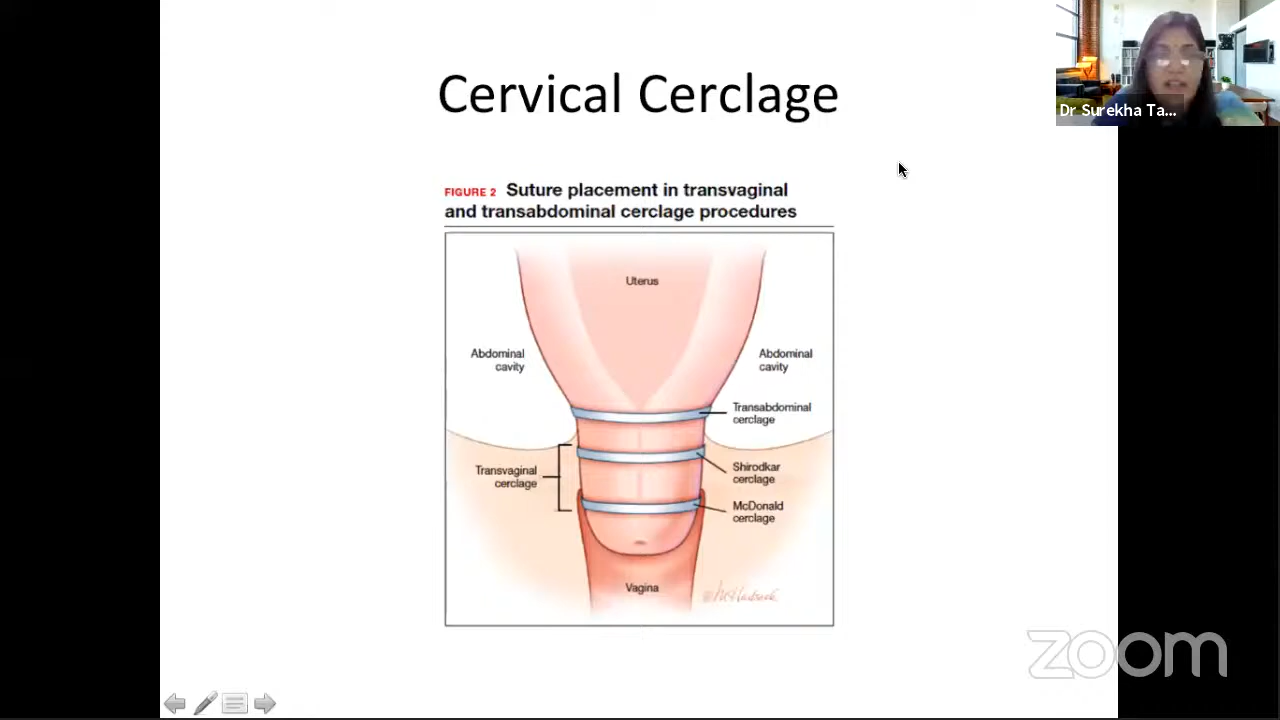 Cervical Cerclage
Dr Surekha Ta...
FIGURE 2 Suture placement in transvaginal
and transabdominal cerclage procedures
Uterus
Abdominal
cavity
Abdominal
cavity
Transabdominal
cerclage
Transvaginal
cerclage
Shirodkar
cerclage
McDonald
cerclage
Vagina
zoom